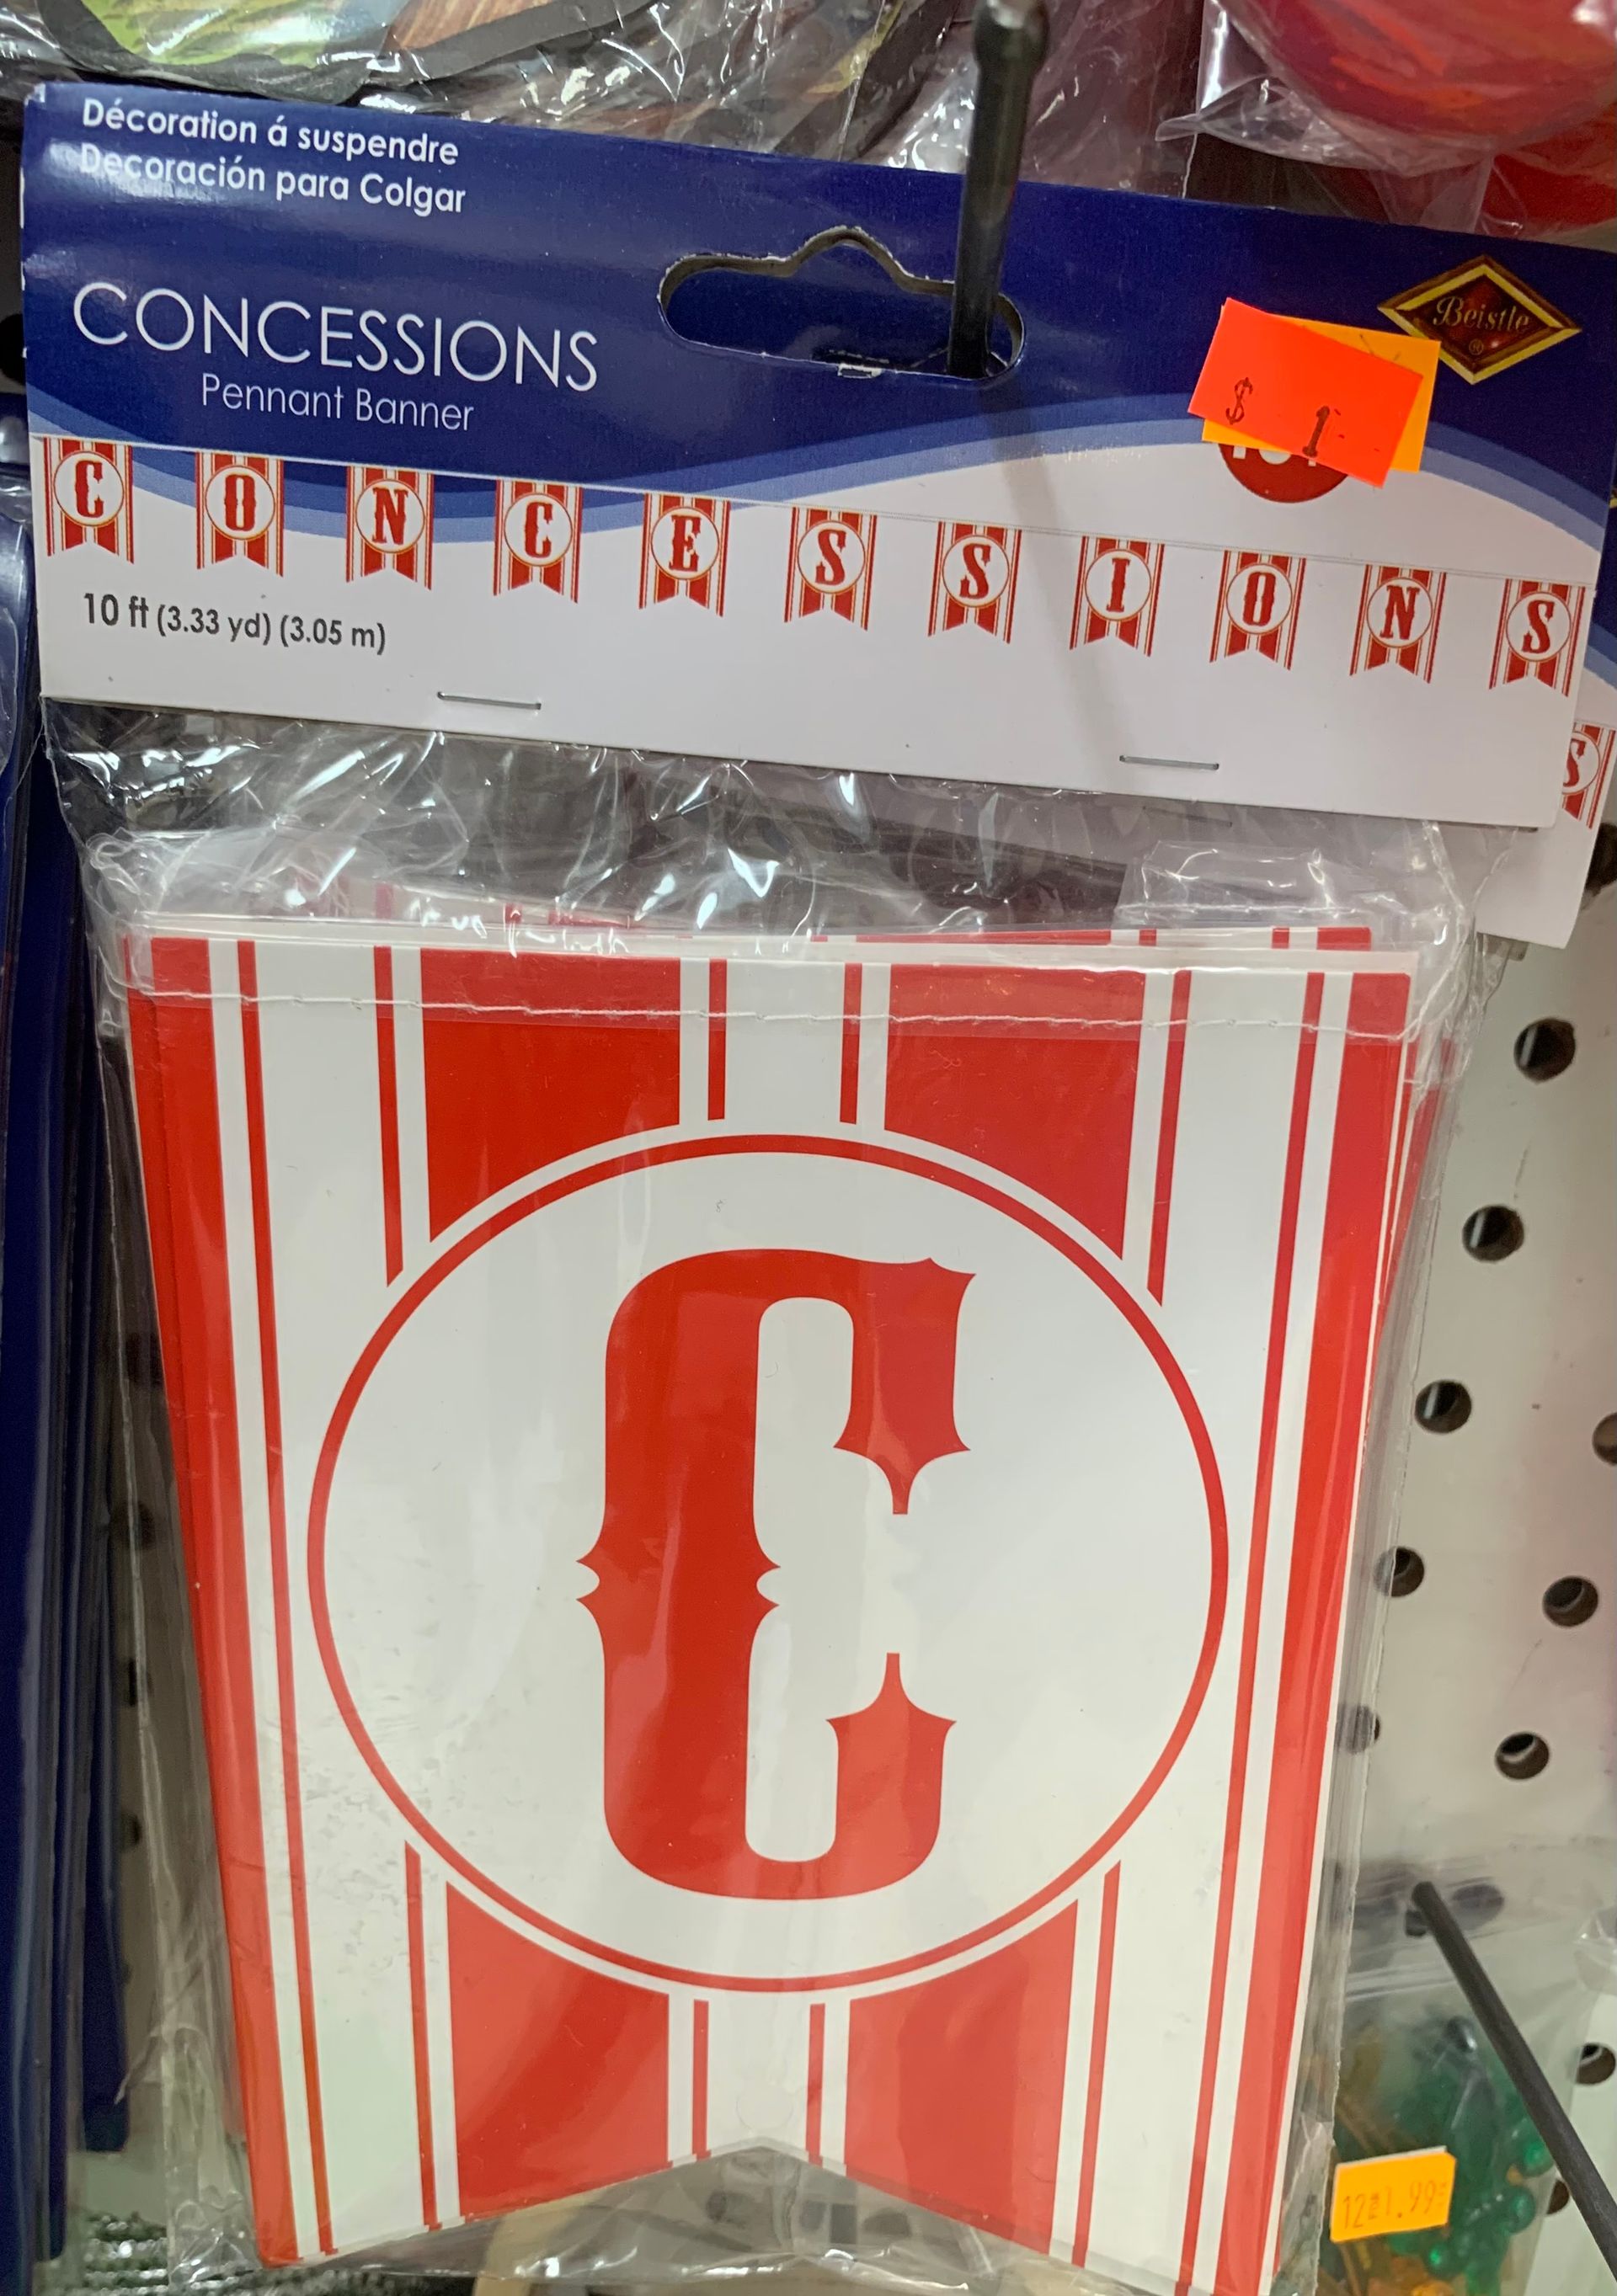 Décoration á suspendre
Decoración para Colgar
CONCESSIONS
Pennant Banner
Beistle
®
$ 1
CONCESSIONS
10 ft (3.33 yd) (3.05 m)
S
C